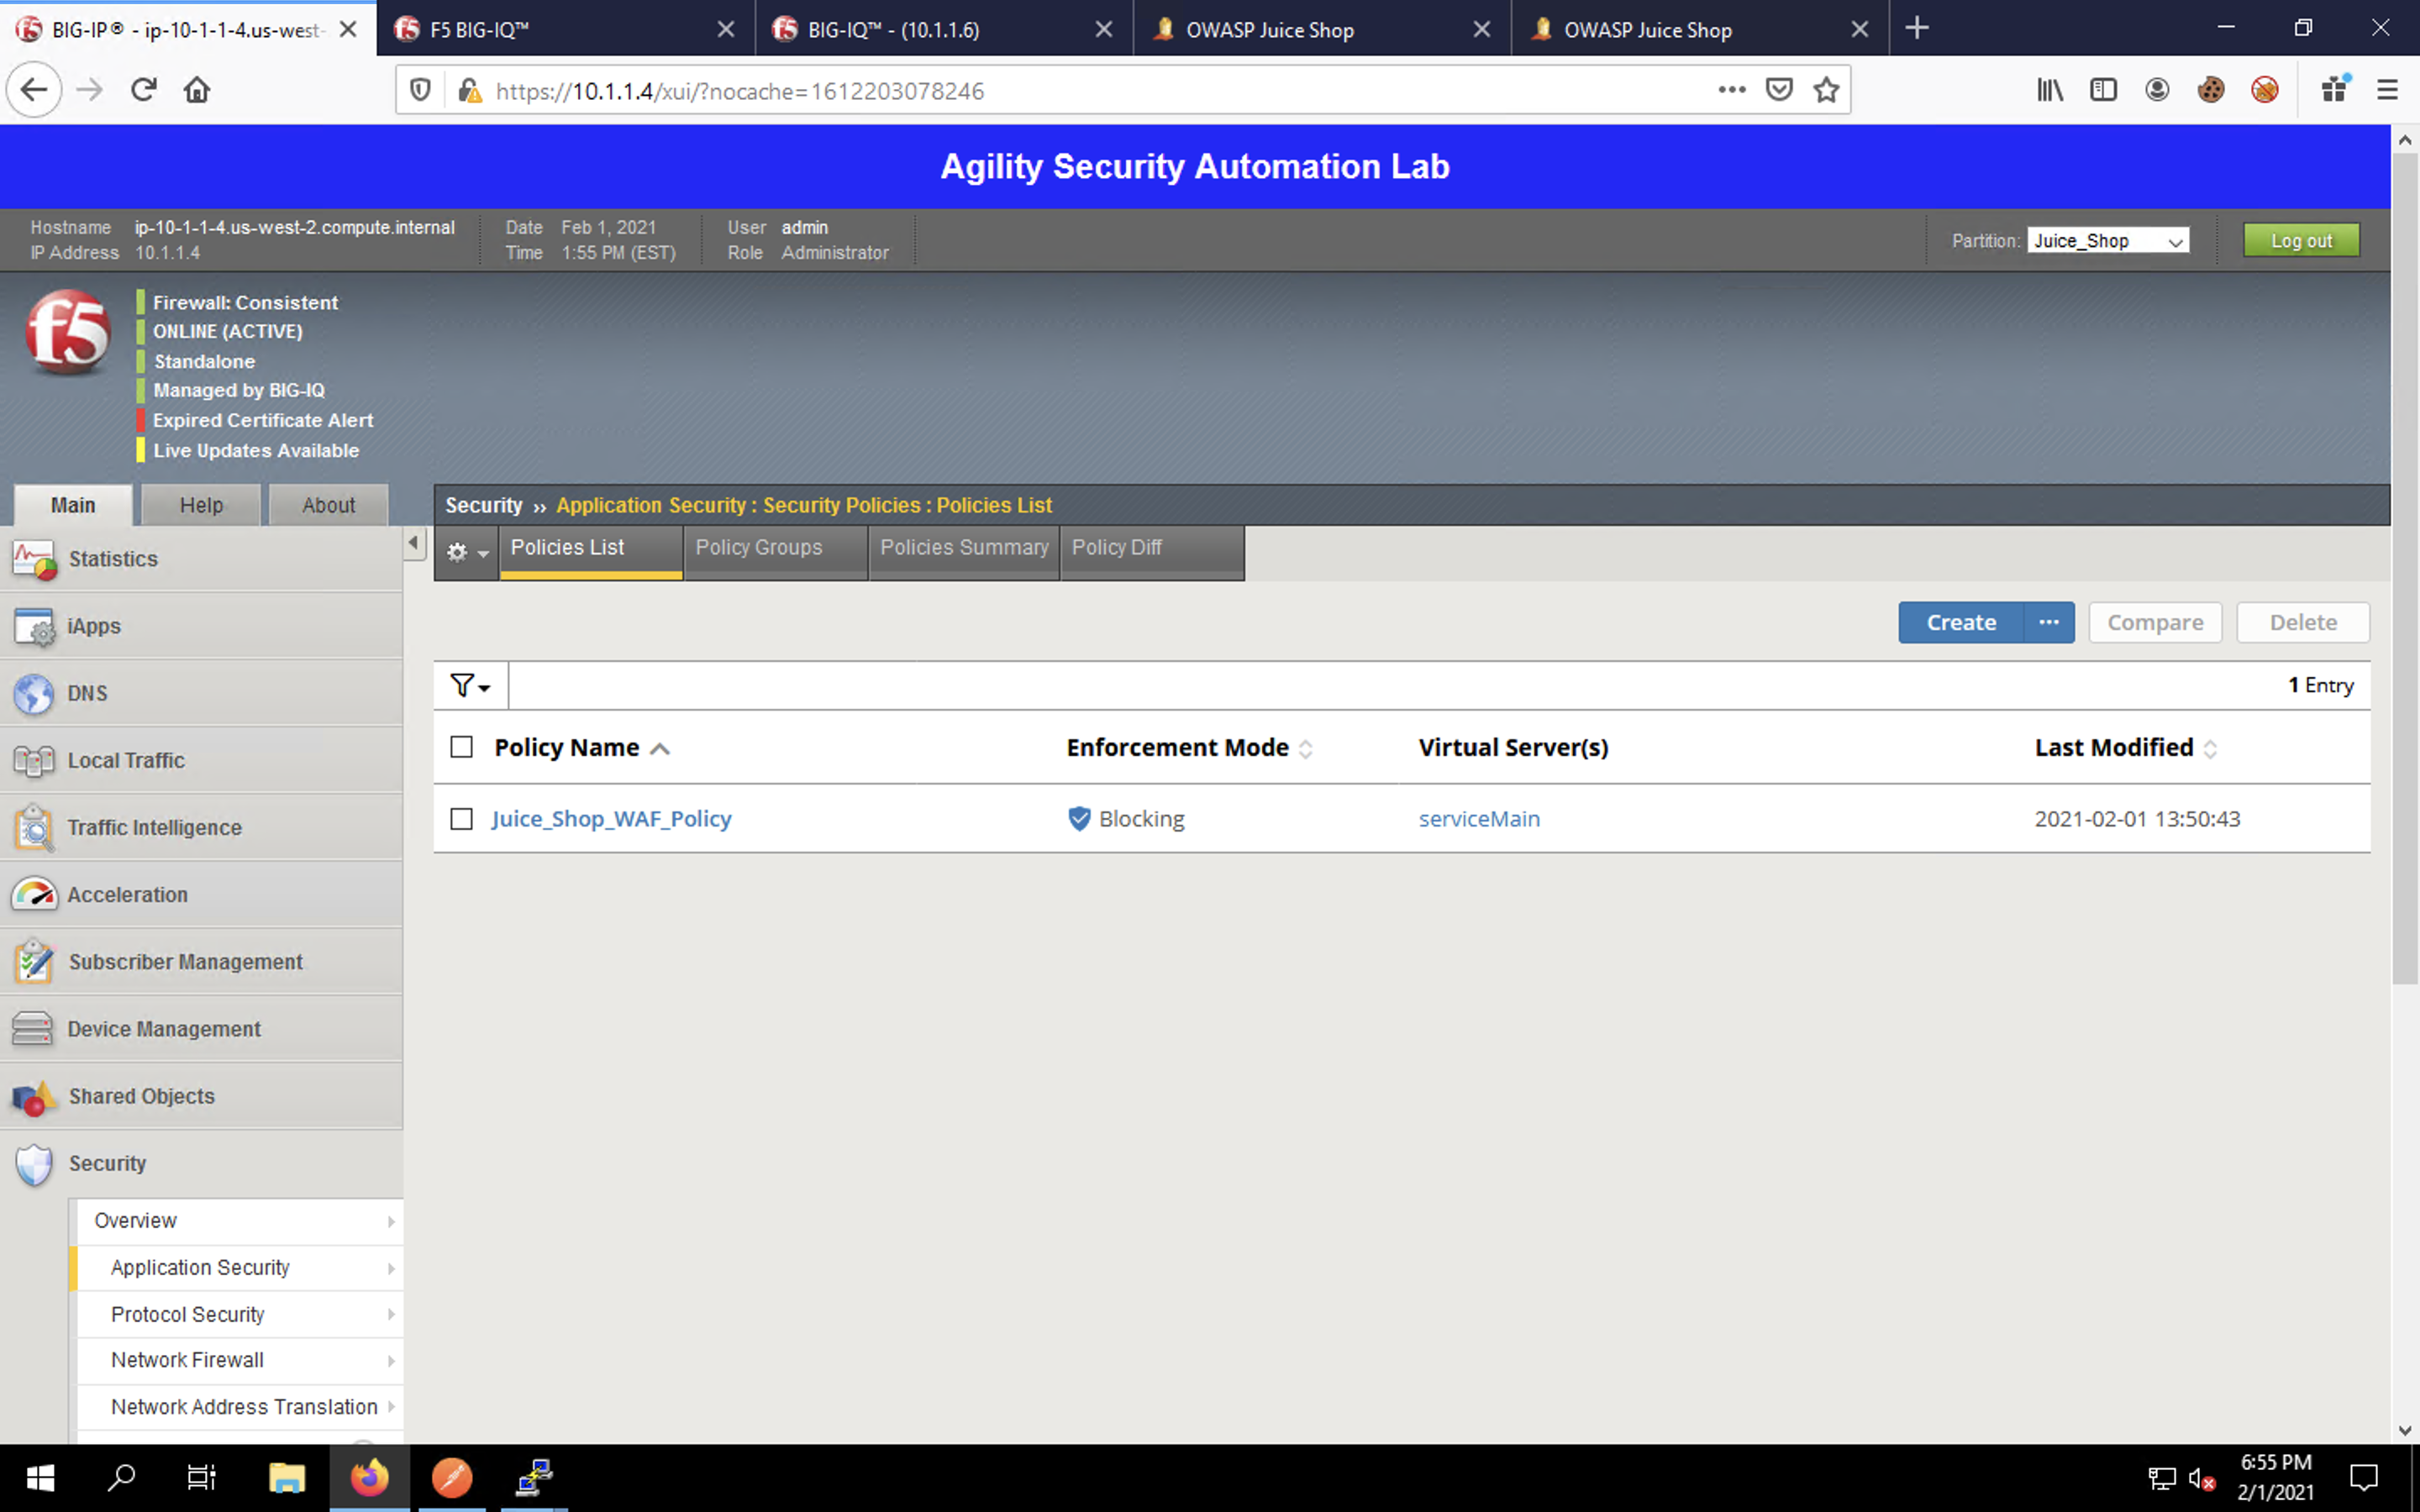 BIG-IP® - ip-10-1-1-4.us-west-
F5 BIG-IQ™
BIG-IQ™ - (10.1.1.6)
OWASP Juice Shop
OWASP Juice Shop
https://10.1.1.4/xui/?nocache=1612203078246
Agility Security Automation Lab
Hostname ip-10-1-1-4.us-west-2.compute.internal
IP Address 10.1.1.4
Date Feb 1, 2021
Time 1:55 PM (EST)
User admin
Role Administrator
Partition: Juice_Shop
Log out
f5
Firewall: Consistent
ONLINE (ACTIVE)
Standalone
Managed by BIG-IQ
Expired Certificate Alert
Live Updates Available
Main Help About
Security ›› Application Security : Security Policies : Policies List
Policies List Policy Groups Policies Summary Policy Diff
Statistics
iApps
DNS
Local Traffic
Traffic Intelligence
Acceleration
Subscriber Management
Device Management
Shared Objects
Security
Overview
Application Security
Protocol Security
Network Firewall
Network Address Translation
Create ··· Compare Delete
1 Entry
Policy Name Enforcement Mode Virtual Server(s) Last Modified
Juice_Shop_WAF_Policy Blocking serviceMain 2021-02-01 13:50:43
6:55 PM
2/1/2021